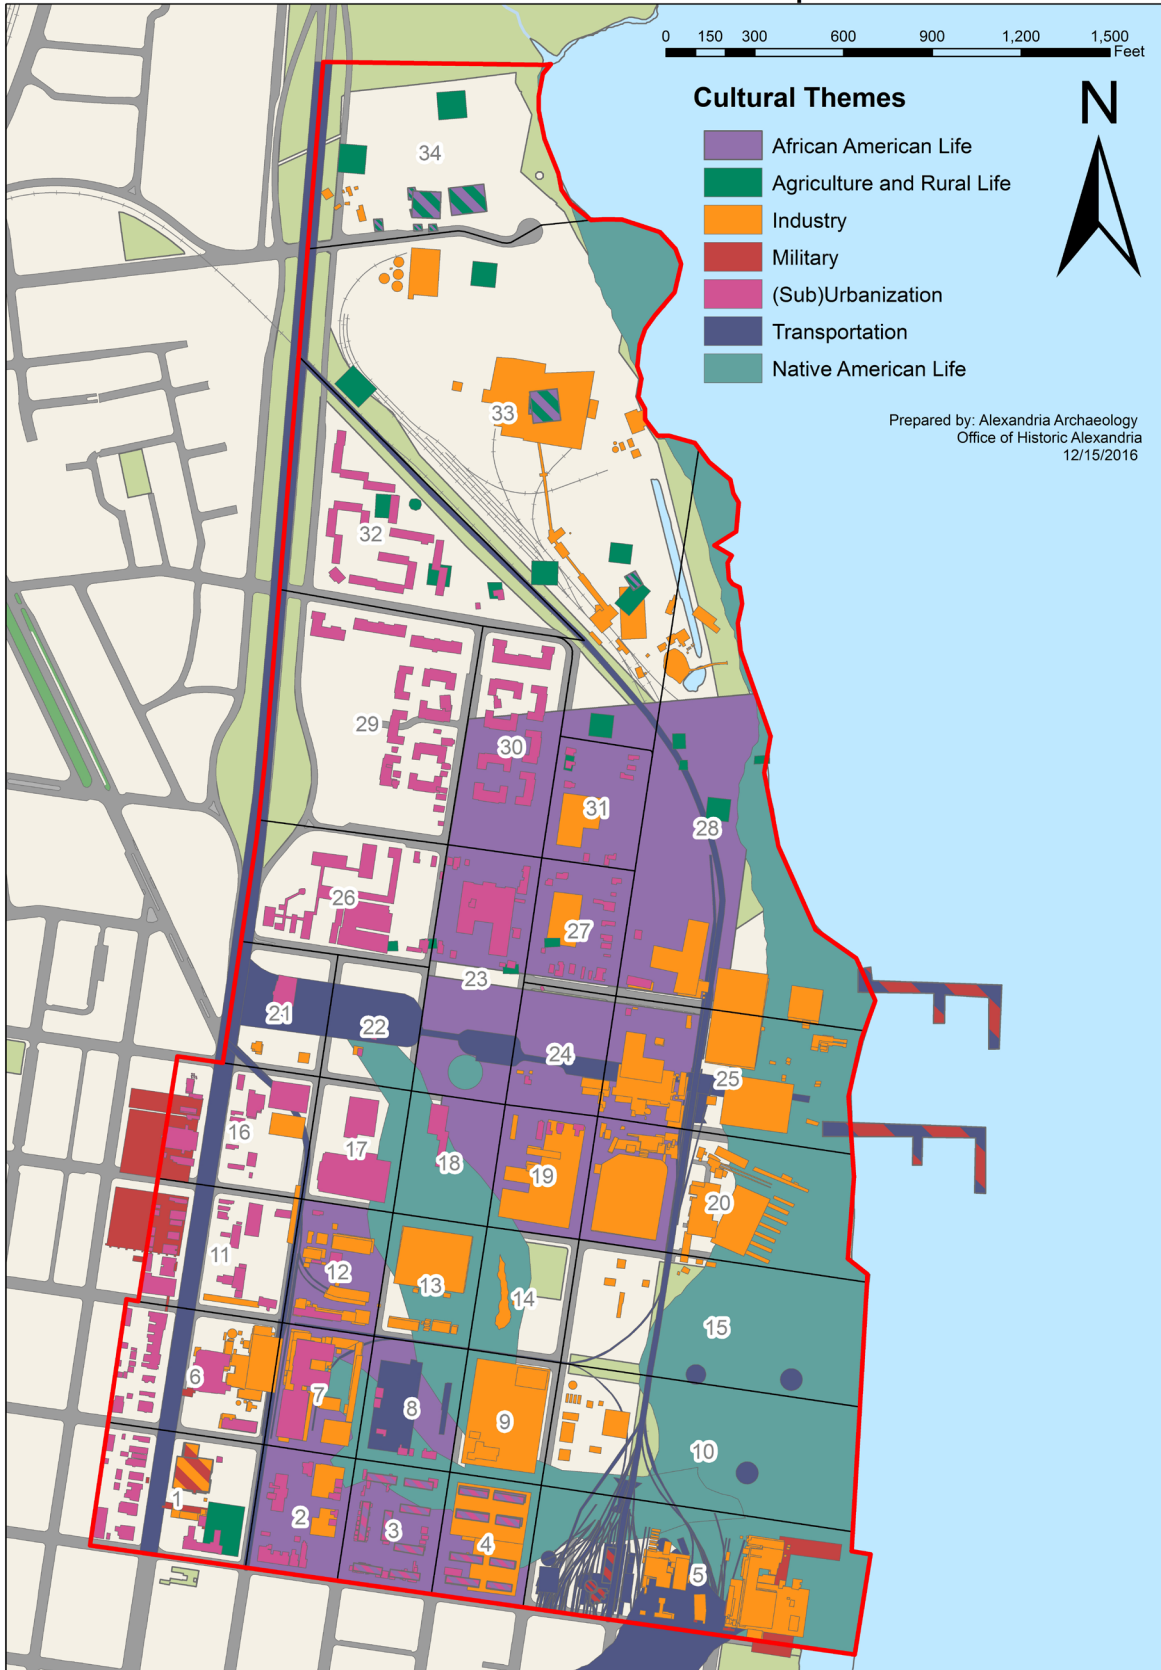 0 150 300 600 900 1,200 1,500
Feet
Cultural Themes
N
African American Life
Agriculture and Rural Life
Industry
Military
(Sub)Urbanization
Transportation
Native American Life
Prepared by: Alexandria Archaeology
Office of Historic Alexandria
12/15/2016
34
33
32
29
30
31
28
26
27
23
21
22
24
25
16
17
18
19
20
11
12
13
14
15
6
7
8
9
10
1
2
3
4
5